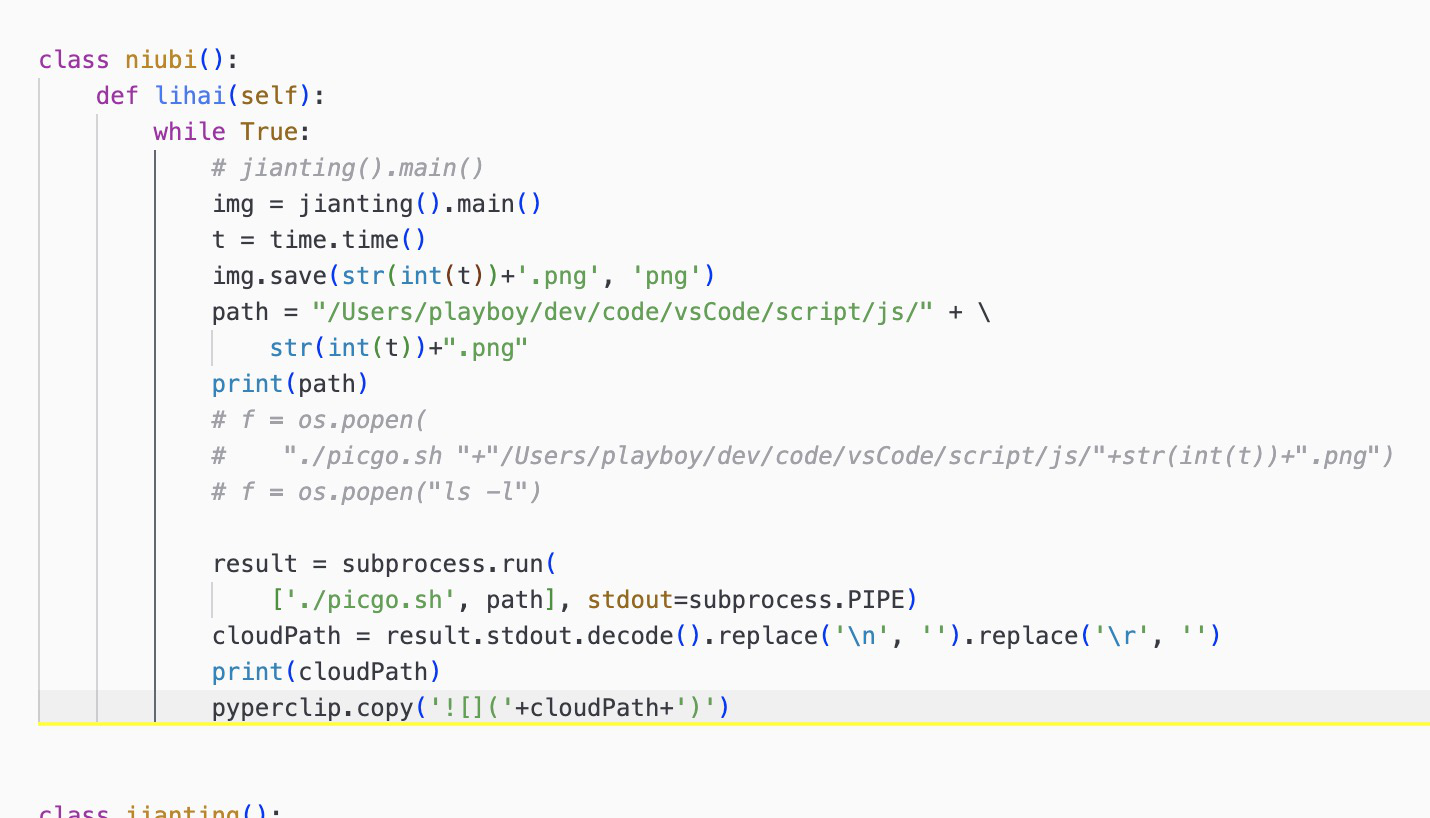 class niubi():
    def lihai(self):
        while True:
            # jianting().main()
            img = jianting().main()
            t = time.time()
            img.save(str(int(t))+'.png', 'png')
            path = "/Users/playboy/dev/code/vsCode/script/js/" + \
                str(int(t))+".png"
            print(path)
            # f = os.popen(
            #    "./picgo.sh "+"/Users/playboy/dev/code/vsCode/script/js/"+str(int(t))+".png")
            # f = os.popen("ls -l")

            result = subprocess.run(
                ['./picgo.sh', path], stdout=subprocess.PIPE)
            cloudPath = result.stdout.decode().replace('\n', '').replace('\r', '')
            print(cloudPath)
            pyperclip.copy('![]('+cloudPath+')')

class jianting():